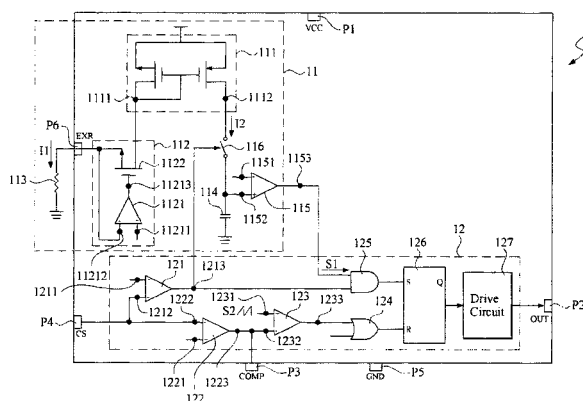 VCC
P1
111
11
1111
1112
P6
EXR
112
I2
I1
1122
116
1151
1153
113
11213
114
1121
115
1152
11211
11212
S1
125
126
12
127
121
1213
1211
1212
1222
1231
123
1233
124
S2
S
Q
R
Drive
Circuit
P4
CS
OUT
P2
1221
1223
1232
122
COMP
P3
GND
P5